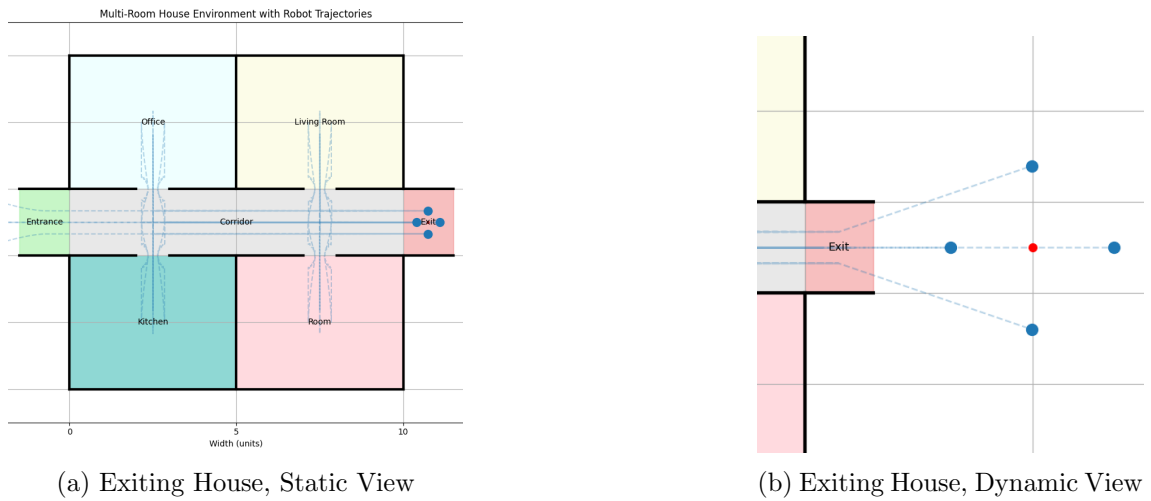 Multi-Room House Environment with Robot Trajectories
Office
Living Room
Entrance
Corridor
Exit
Kitchen
Room
0
5
10
Width (units)
Exit
(a) Exiting House, Static View
(b) Exiting House, Dynamic View